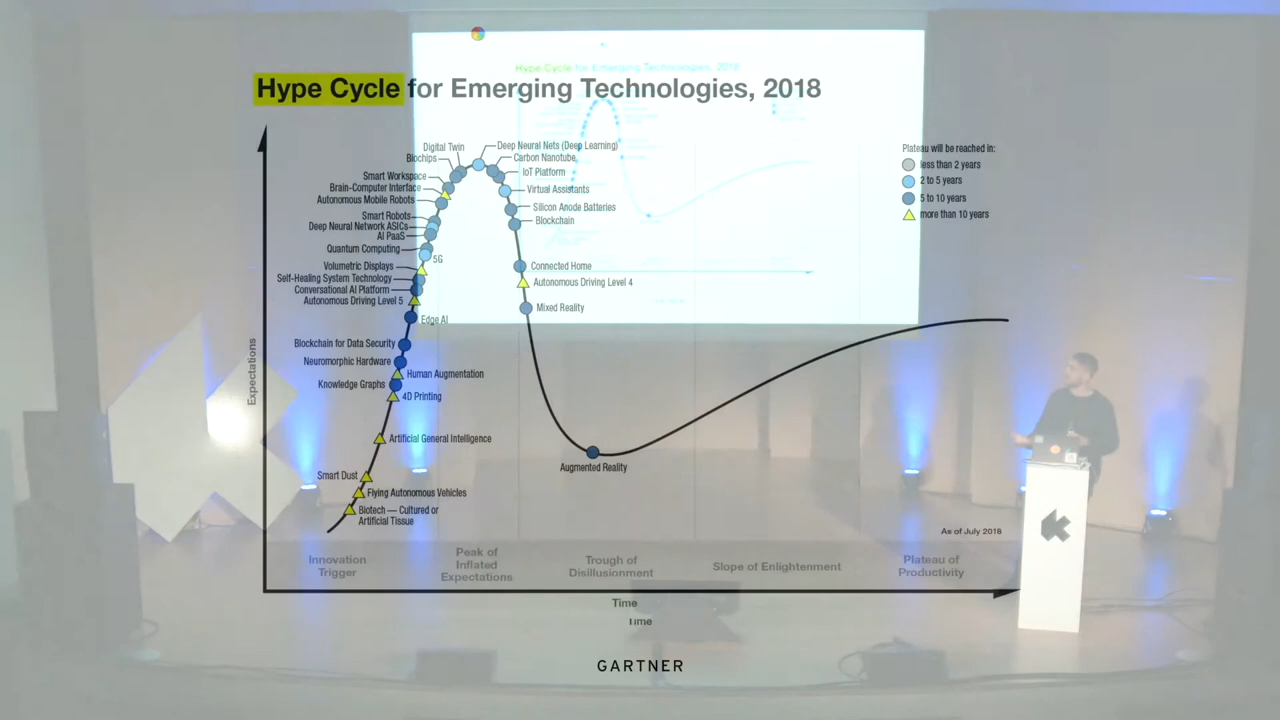 Hype Cycle for Emerging Technologies, 2018
Hype Cycle for Emerging Technologies, 2018
Plateau will be reached in:
less than 2 years
2 to 5 years
5 to 10 years
more than 10 years
Expectations
Digital Twin
Biochips
Smart Workspace
Brain-Computer Interface
Autonomous Mobile Robots
Smart Robots
Deep Neural Network ASICs
AI PaaS
Quantum Computing
5G
Volumetric Displays
Self-Healing System Technology
Conversational AI Platform
Autonomous Driving Level 5
Edge AI
Blockchain for Data Security
Neuromorphic Hardware
Human Augmentation
Knowledge Graphs
4D Printing
Artificial General Intelligence
Smart Dust
Flying Autonomous Vehicles
Biotech — Cultured or
Artificial Tissue
Deep Neural Nets (Deep Learning)
Carbon Nanotube
IoT Platform
Virtual Assistants
Silicon Anode Batteries
Blockchain
Connected Home
Autonomous Driving Level 4
Mixed Reality
Augmented Reality
As of July 2018
Innovation
Trigger
Peak of
Inflated
Expectations
Trough of
Disillusionment
Slope of Enlightenment
Plateau of
Productivity
Time
Time
GARTNER